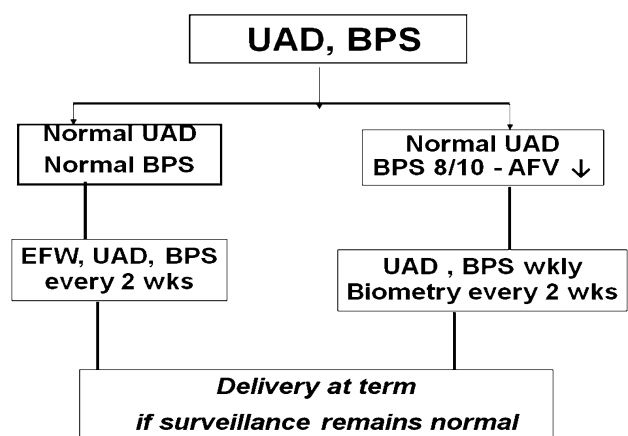 UAD, BPS
Normal UAD
Normal BPS
Normal UAD
BPS 8/10 - AFV ↓
EFW, UAD, BPS
every 2 wks
UAD , BPS wkly
Biometry every 2 wks
Delivery at term
if surveillance remains normal